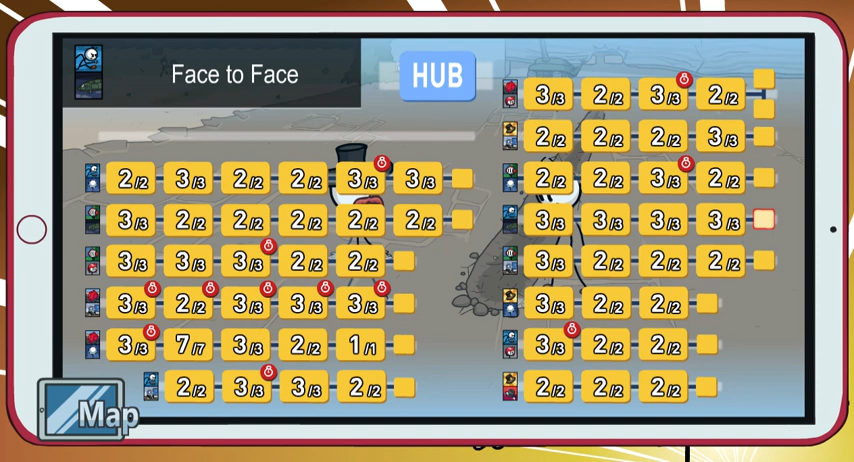 Face to Face
HUB
2/2 3/3 2/2 2/2 3/3 3/3
3/3 2/2 2/2 2/2 2/2 2/2
3/3 3/3 3/3 2/2 2/2
3/3 2/2 3/3 3/3 3/3
3/3 7/7 3/3 2/2 1/1
2/2 3/3 3/3 2/2
3/3 2/2 3/3 2/2
2/2 2/2 2/2 3/3
2/2 2/2 3/3 2/2
3/3 3/3 3/3 3/3
3/3 2/2 2/2 2/2
3/3 2/2 2/2
3/3 2/2 2/2
2/2 2/2 2/2
Map